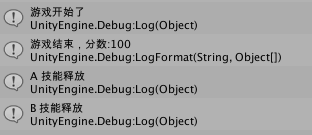 游戏开始了
UnityEngine.Debug:Log(Object)
游戏结束，分数:100
UnityEngine.Debug:LogFormat(String, Object[])
A 技能释放
UnityEngine.Debug:Log(Object)
B 技能释放
UnityEngine.Debug:Log(Object)